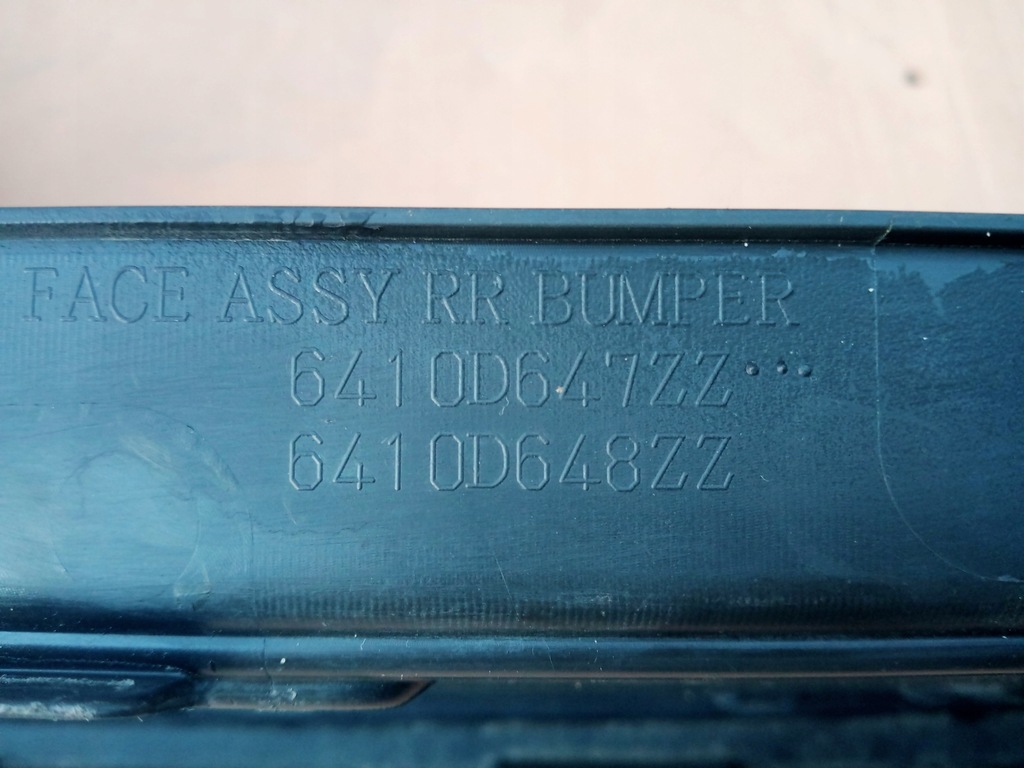 FACE ASSY RR BUMPER
6410D647ZZ•••
6410D648ZZ